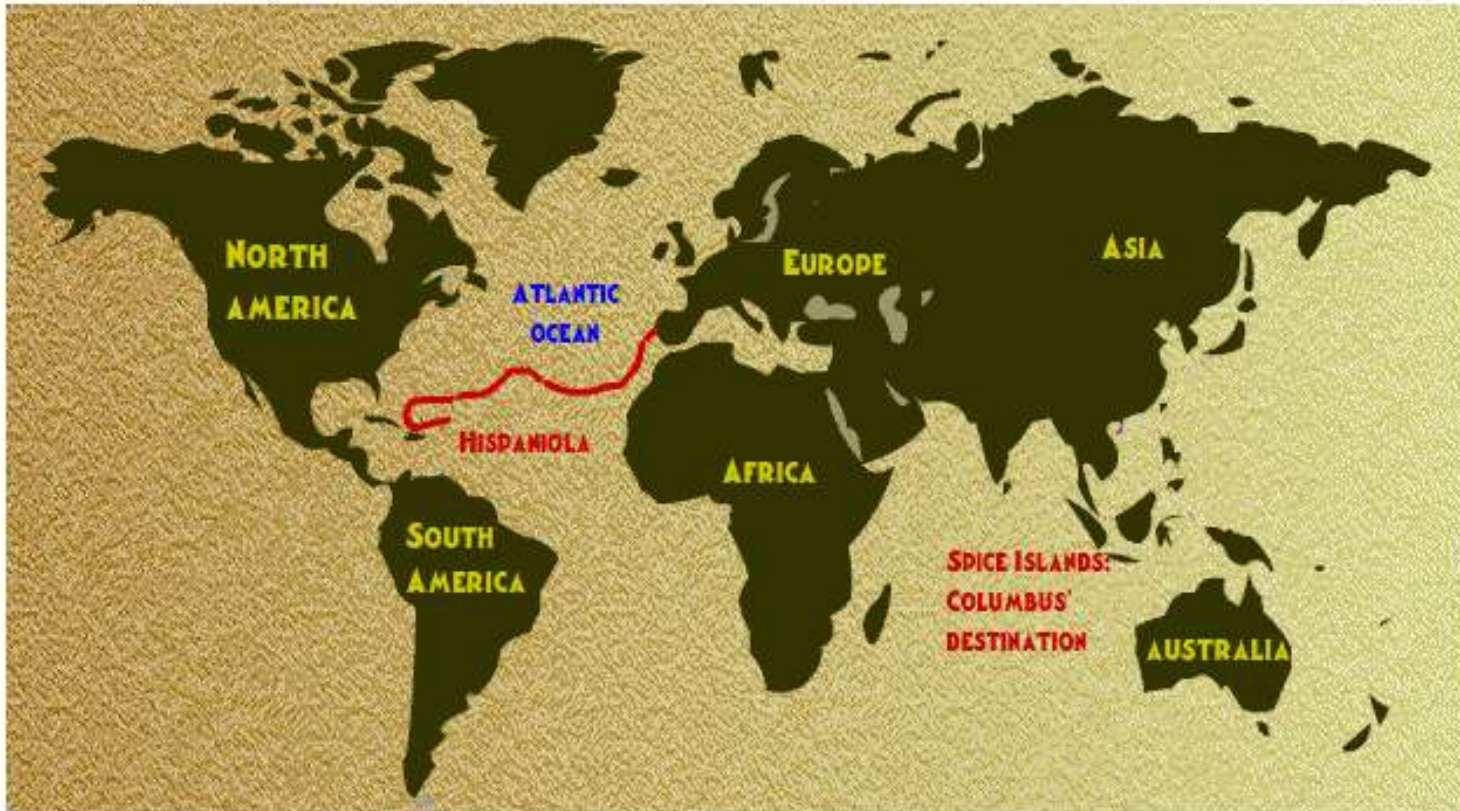 North
America
Atlantic
Ocean
Europe
Asia
Hispaniola
Africa
South
America
Spice Islands:
Columbus'
destination
Australia